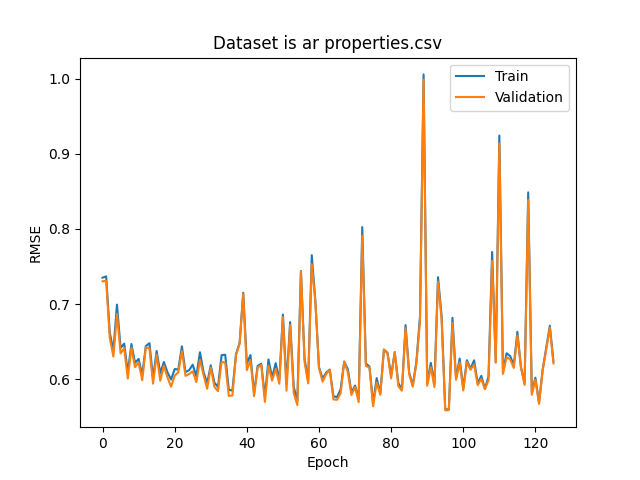 Dataset is ar properties.csv
Train
Validation
RMSE
1.0
0.9
0.8
0.7
0.6
0 20 40 60 80 100 120
Epoch